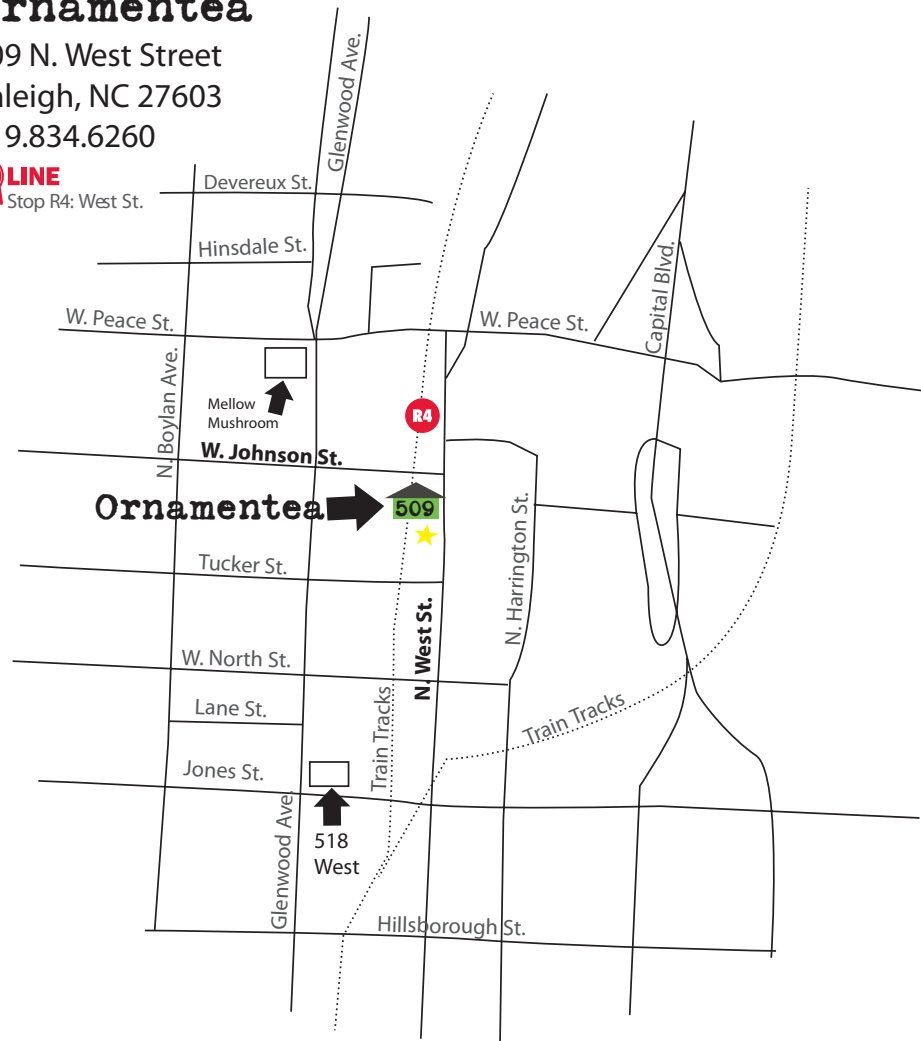 rnamentea
09 N. West Street
aleigh, NC 27603
9.834.6260
LINE
Stop R4: West St.
Glenwood Ave.
Devereux St.
Hinsdale St.
W. Peace St.
W. Peace St.
Capital Blvd.
N. Boylan Ave.
Mellow
Mushroom
R4
W. Johnson St.
Ornamentea
509
N. Harrington St.
Tucker St.
N. West St.
W. North St.
Lane St.
Train Tracks
Train Tracks
Jones St.
Glenwood Ave.
518
West
Hillsborough St.